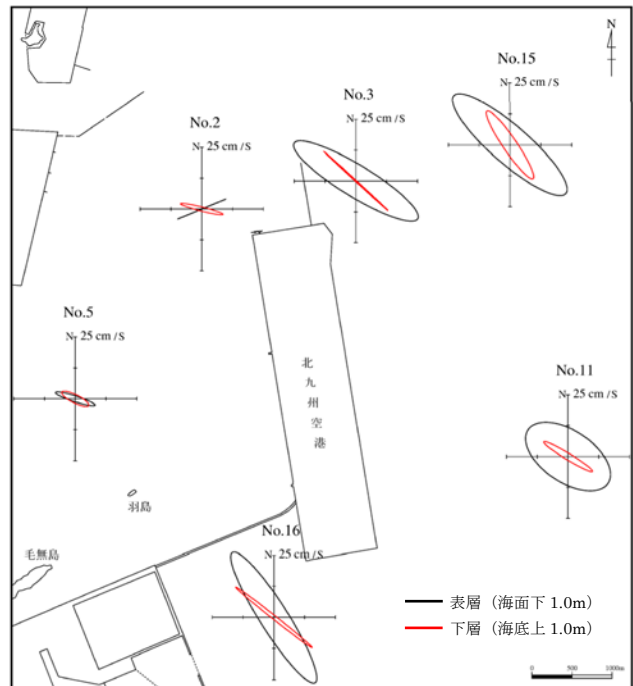 N
No.15
25 cm/S
N
No.3
25 cm/S
N
No.2
25 cm/S
N
No.5
25 cm/S
N
北九州空港
No.11
25 cm/S
N
羽島
毛無島
No.16
25 cm/S
N
表層（海面下 1.0m）
下層（海底上 1.0m）
0 500 1000m